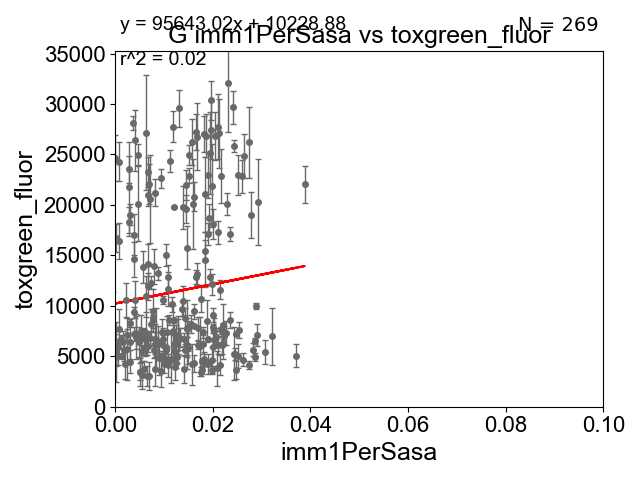 y = 95643.02x + 10228.88
N = 269
G imm1PerSasa vs toxgreen_fluor
r^2 = 0.02
35000
30000
25000
20000
15000
10000
5000
0
toxgreen_fluor
0.00 0.02 0.04 0.06 0.08 0.10
imm1PerSasa